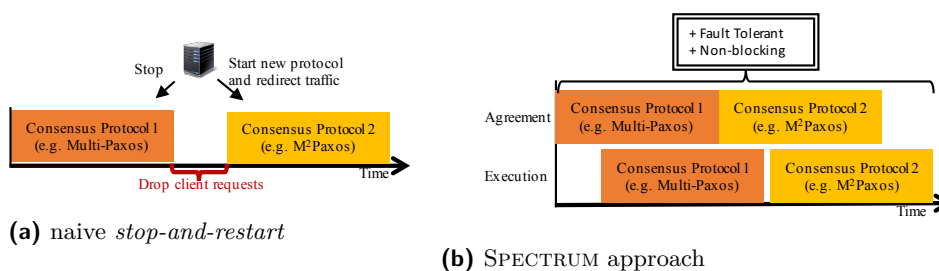 Stop
Start new protocol
and redirect traffic
Consensus Protocol 1
(e.g. Multi-Paxos)
Consensus Protocol 2
(e.g. M²Paxos)
Drop client requests
Time
(a) naive stop-and-restart
+ Fault Tolerant
+ Non-blocking
Agreement
Consensus Protocol 1
(e.g. Multi-Paxos)
Consensus Protocol 2
(e.g. M²Paxos)
Execution
Consensus Protocol 1
(e.g. Multi-Paxos)
Consensus Protocol 2
(e.g. M²Paxos)
Time
(b) SPECTRUM approach